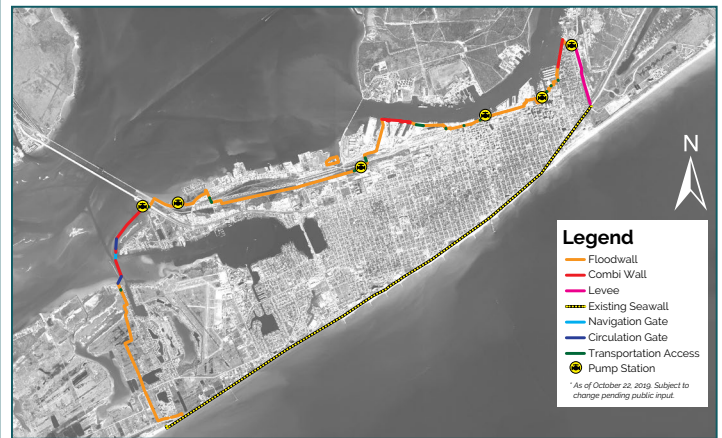 N
Legend
Floodwall
Combi Wall
Levee
Existing Seawall
Navigation Gate
Circulation Gate
Transportation Access
Pump Station
* As of October 22, 2019. Subject to
change pending public input.